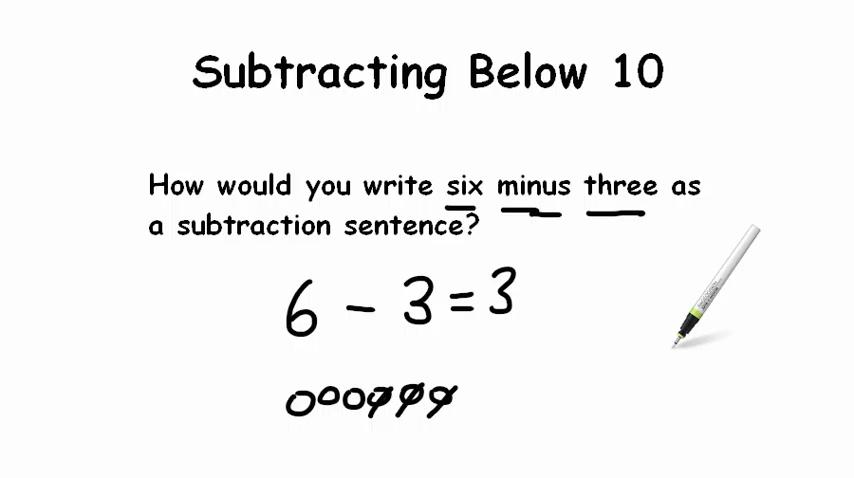 Subtracting Below 10
How would you write six minus three as
a subtraction sentence?
6 - 3 = 3